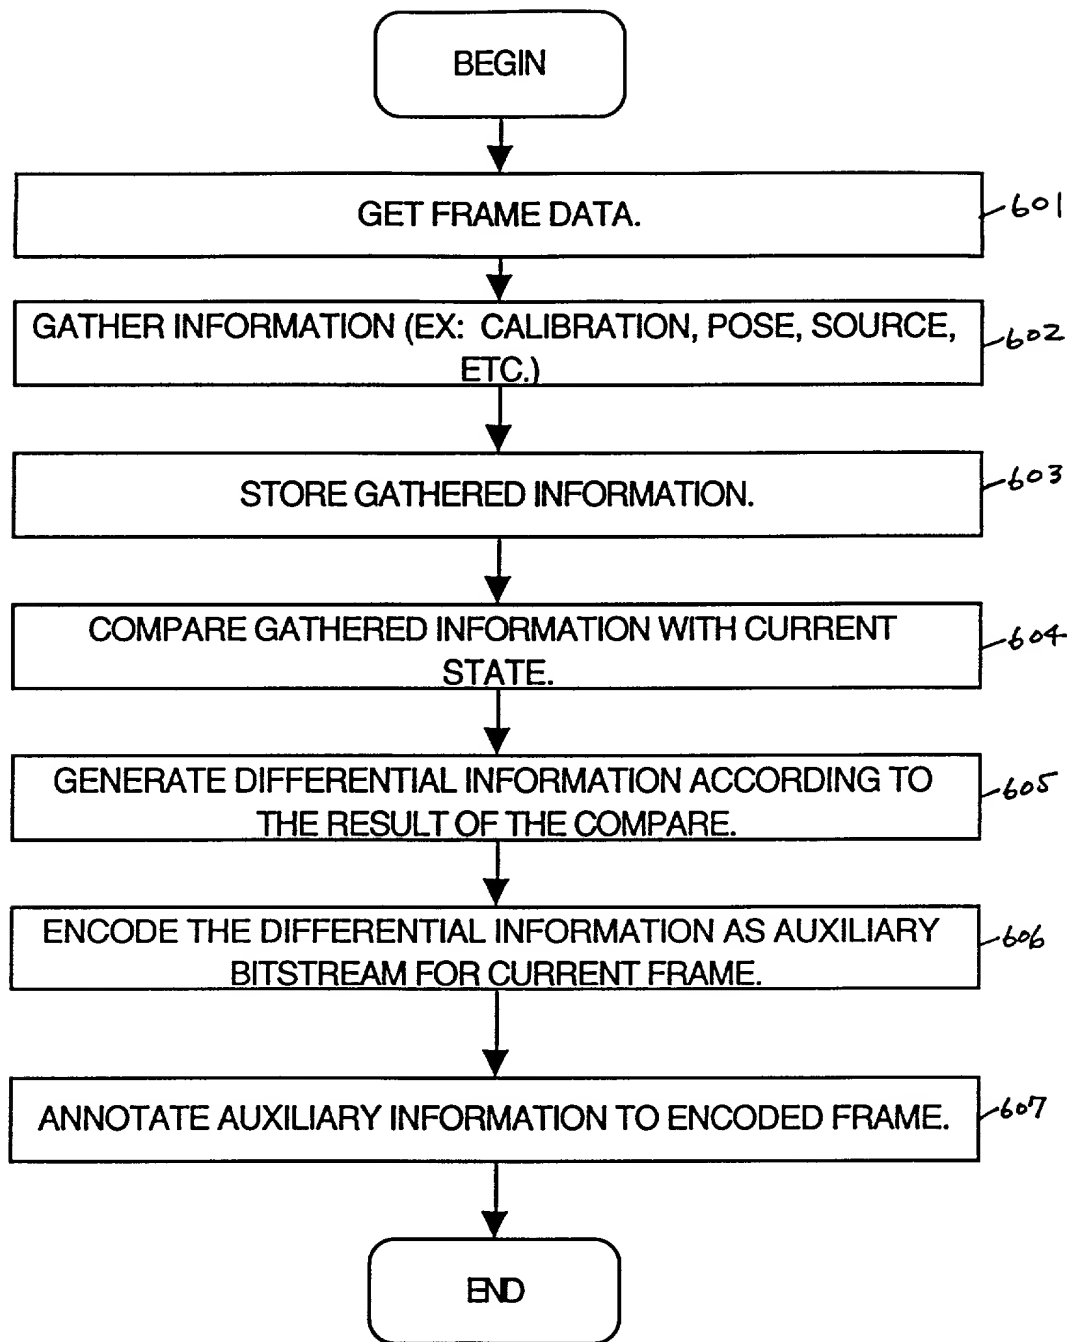 BEGIN
GET FRAME DATA.
601
GATHER INFORMATION (EX: CALIBRATION, POSE, SOURCE,
ETC.)
602
STORE GATHERED INFORMATION.
603
COMPARE GATHERED INFORMATION WITH CURRENT
STATE.
604
GENERATE DIFFERENTIAL INFORMATION ACCORDING TO
THE RESULT OF THE COMPARE.
605
ENCODE THE DIFFERENTIAL INFORMATION AS AUXILIARY
BITSTREAM FOR CURRENT FRAME.
606
ANNOTATE AUXILIARY INFORMATION TO ENCODED FRAME.
607
END